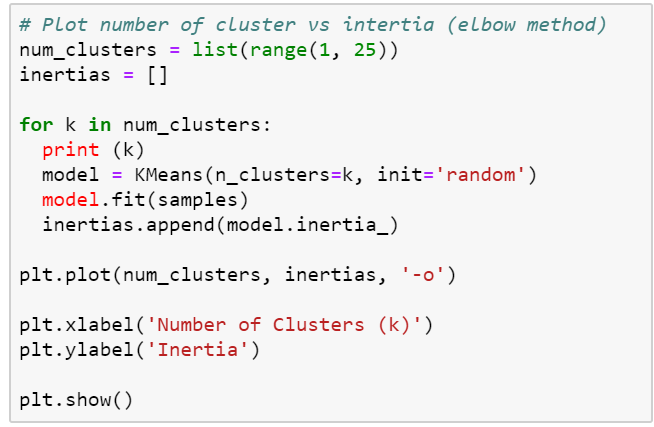 # Plot number of cluster vs intertia (elbow method)
num_clusters = list(range(1, 25))
inertias = []
for k in num_clusters:
  print (k)
  model = KMeans(n_clusters=k, init='random')
  model.fit(samples)
  inertias.append(model.inertia_)
plt.plot(num_clusters, inertias, '-o')
plt.xlabel('Number of Clusters (k)')
plt.ylabel('Inertia')
plt.show()